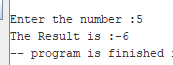 Enter the number :5
The Result is :-6
-- program is finished